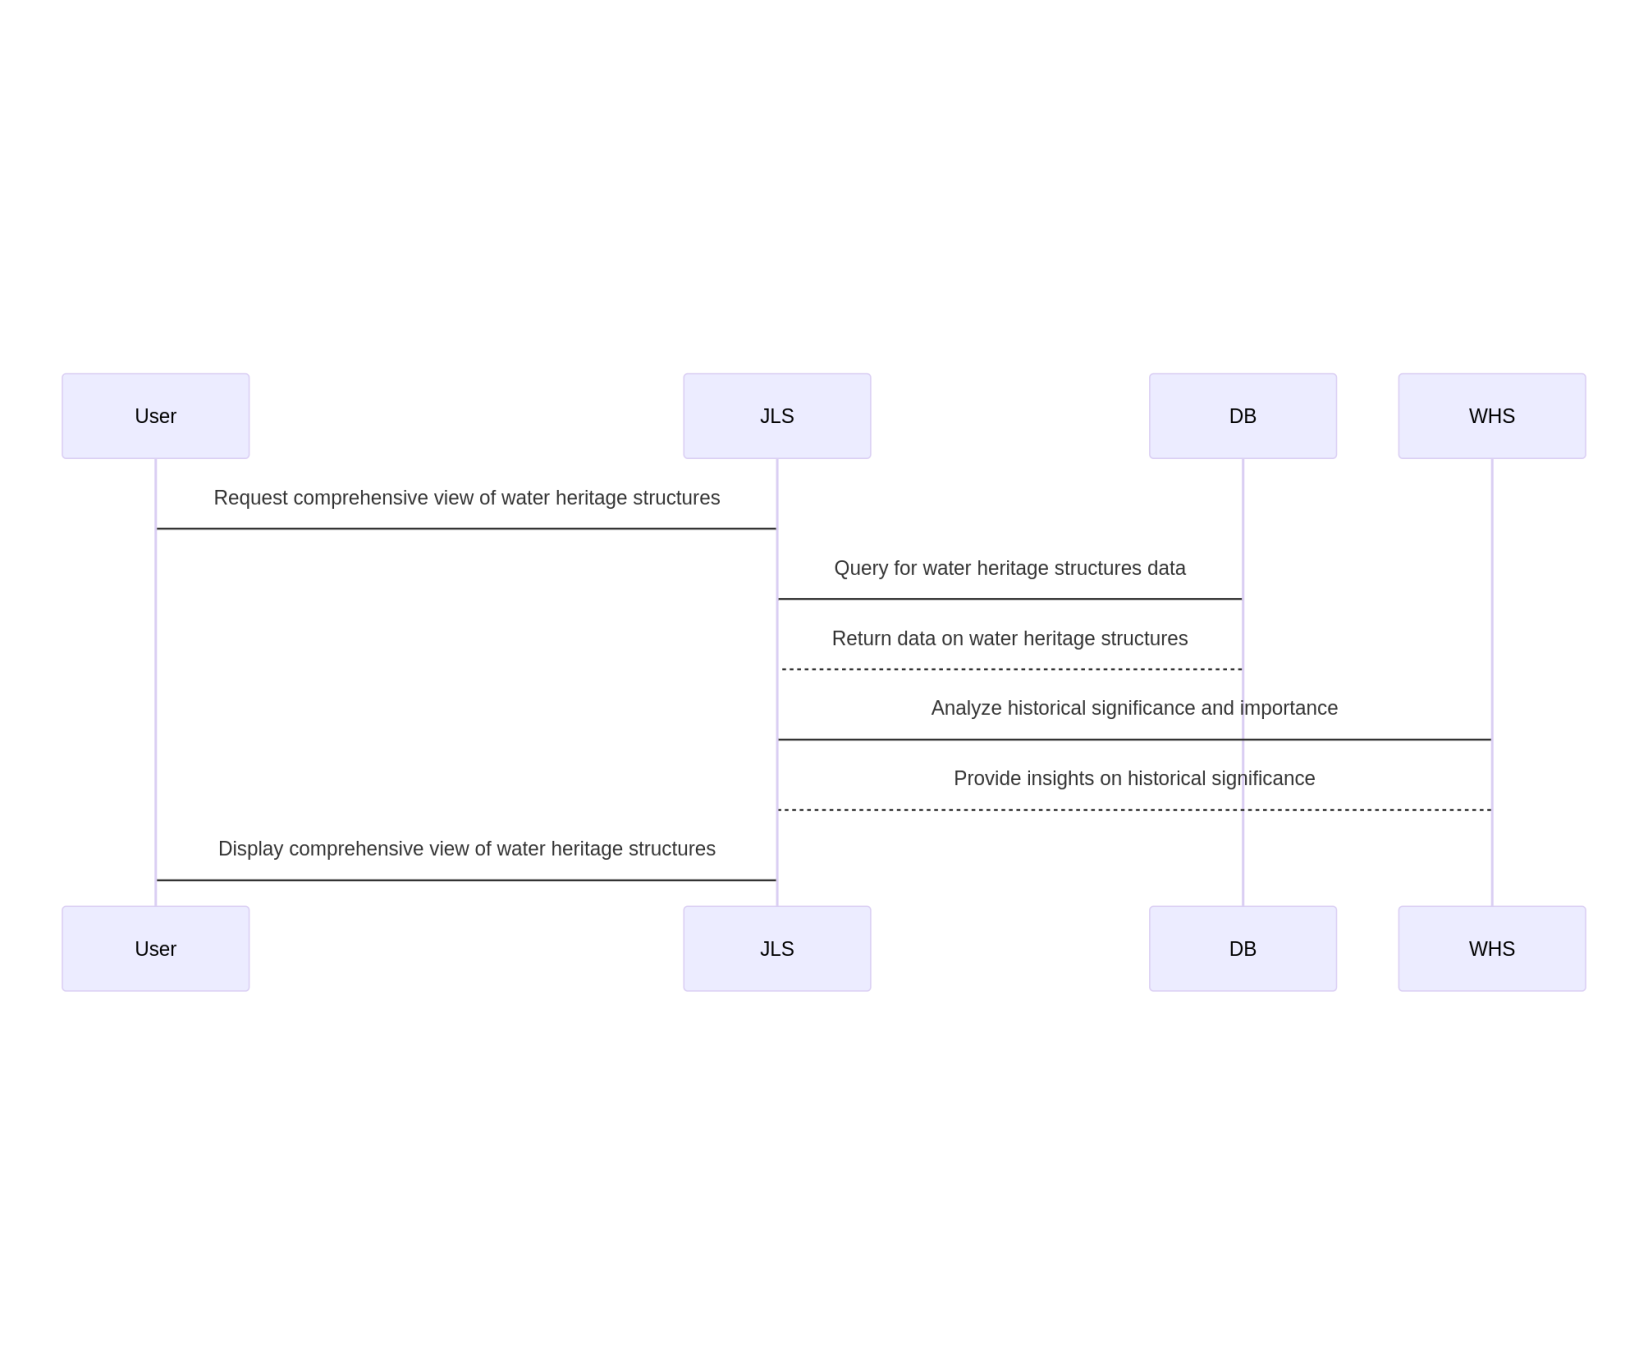 User
JLS
DB
WHS
Request comprehensive view of water heritage structures
Query for water heritage structures data
Return data on water heritage structures
Analyze historical significance and importance
Provide insights on historical significance
Display comprehensive view of water heritage structures
User
JLS
DB
WHS